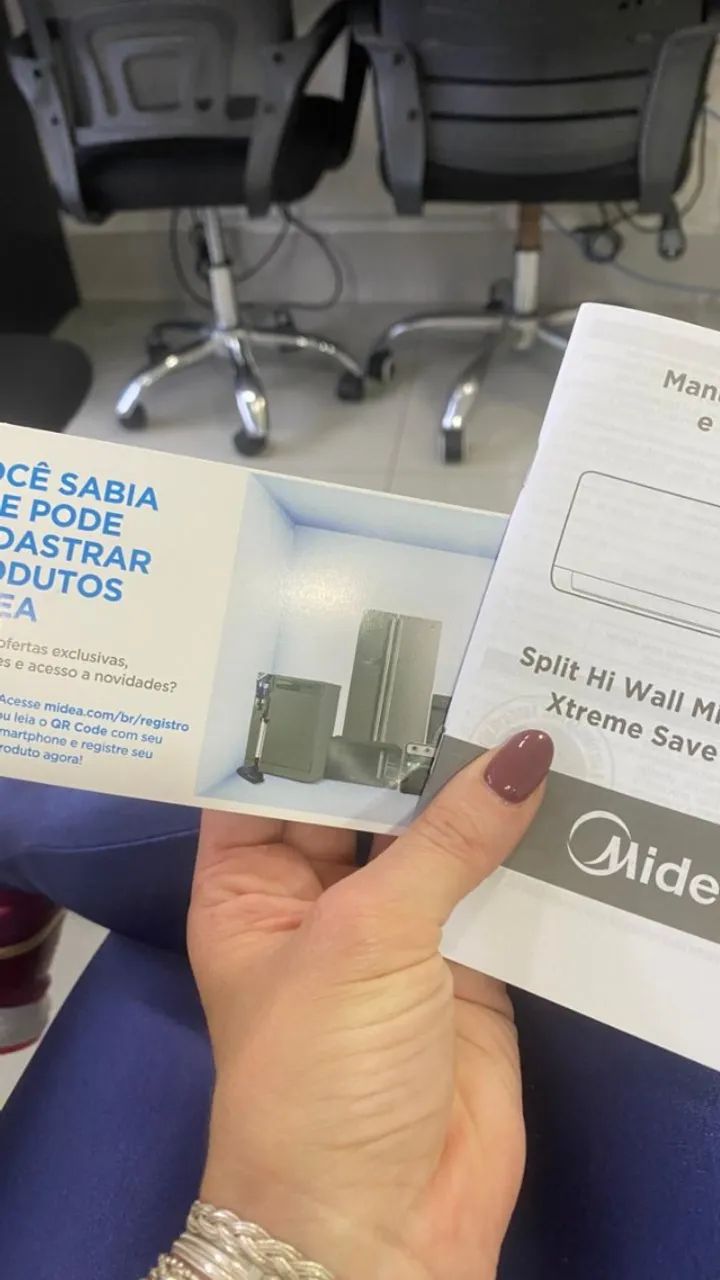 OCÊ SABIA
E PODE
DASTRAR
ODUTOS
EA
ofertas exclusivas,
es e acesso a novidades?
Acesse midea.com/br/registro
ou leia o QR Code com seu
martphone e registre seu
roduto agora!
Man
e
Split Hi Wall Mi
Xtreme Save
Mide